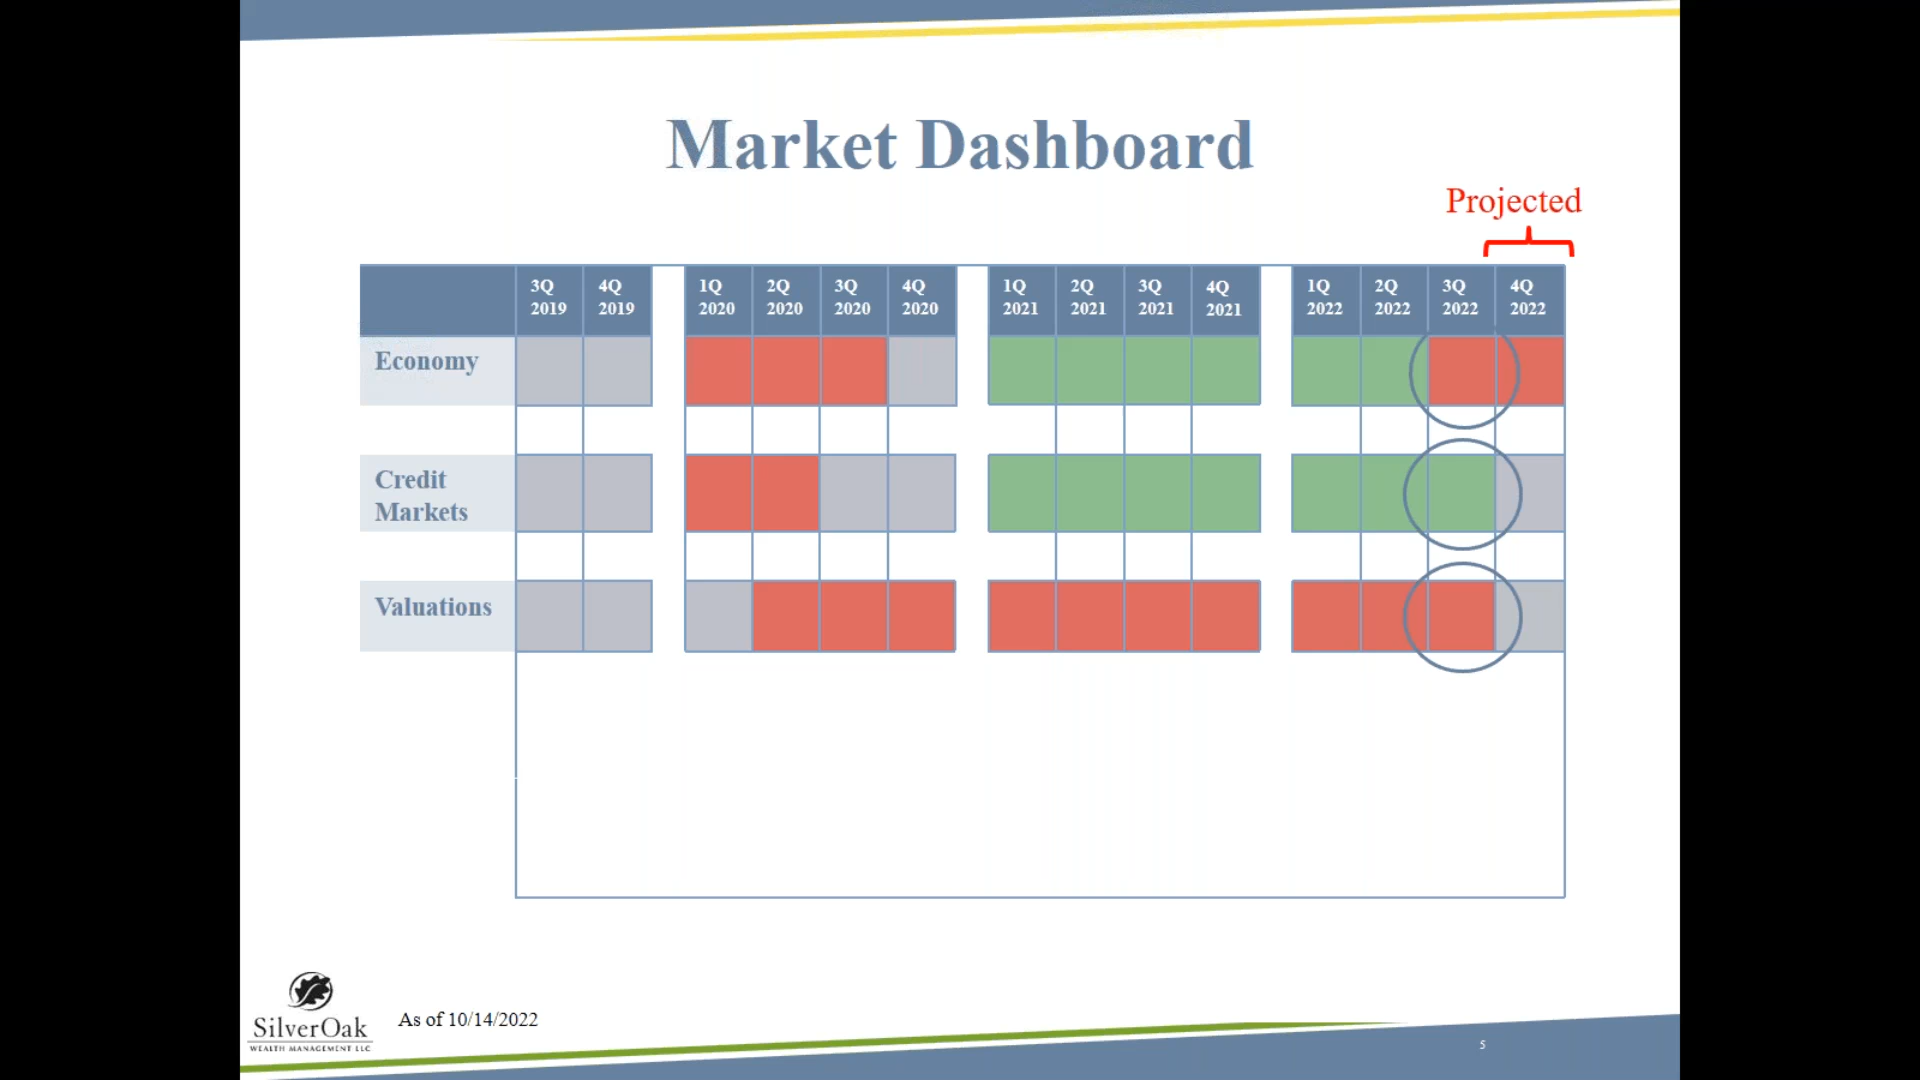 Market Dashboard
Projected
3Q 2019
4Q 2019
1Q 2020
2Q 2020
3Q 2020
4Q 2020
1Q 2021
2Q 2021
3Q 2021
4Q 2021
1Q 2022
2Q 2022
3Q 2022
4Q 2022
Economy
Credit
Markets
Valuations
SilverOak
WEALTH MANAGEMENT LLC
As of 10/14/2022
5